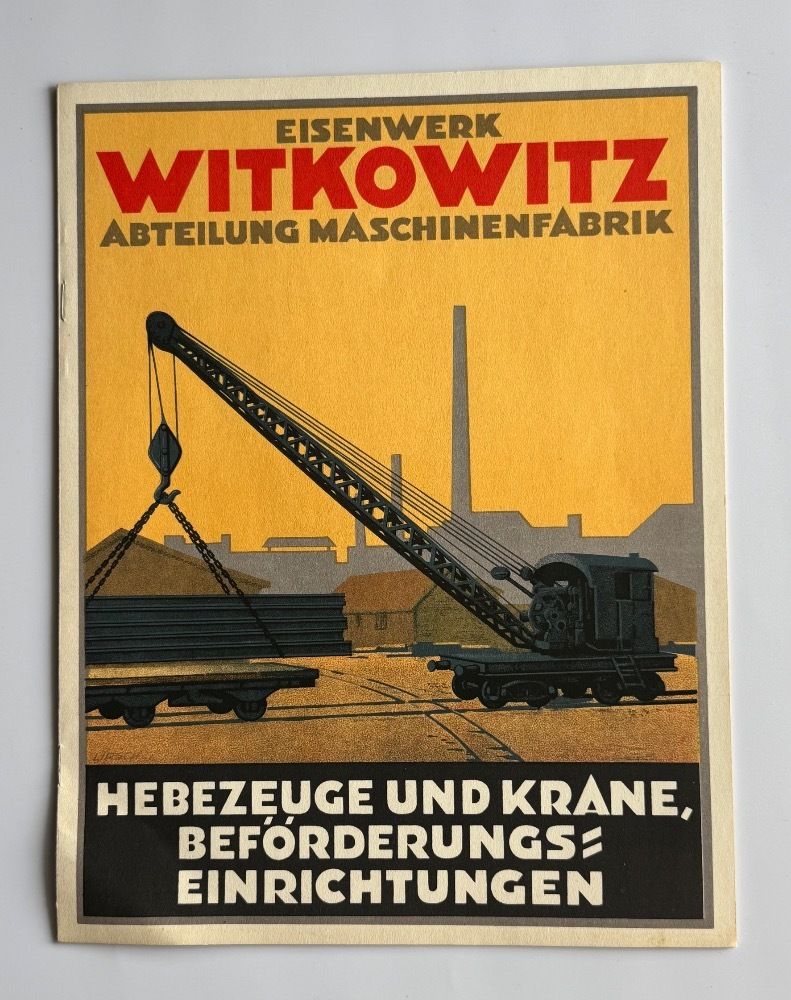 EISENWERK
WITKOWITZ
ABTEILUNG MASCHINENFABRIK
HEBEZEUGE UND KRANE,
BEFÖRDERUNGS=
EINRICHTUNGEN